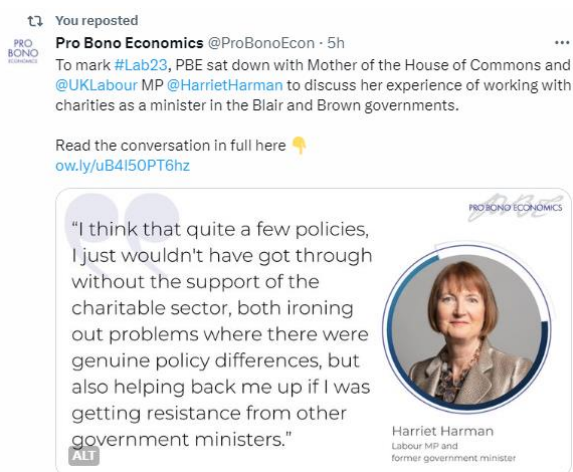 You reposted
PRO
BONO
ECONOMICS
Pro Bono Economics @ProBonoEcon · 5h
To mark #Lab23, PBE sat down with Mother of the House of Commons and
@UKLabour MP @HarrietHarman to discuss her experience of working with
charities as a minister in the Blair and Brown governments.
Read the conversation in full here 👇
ow.ly/uB4I50PT6hz
PRO BONO ECONOMICS
“I think that quite a few policies,
I just wouldn't have got through
without the support of the
charitable sector, both ironing
out problems where there were
genuine policy differences, but
also helping back me up if I was
getting resistance from other
government ministers.”
ALT
Harriet Harman
Labour MP and
former government minister